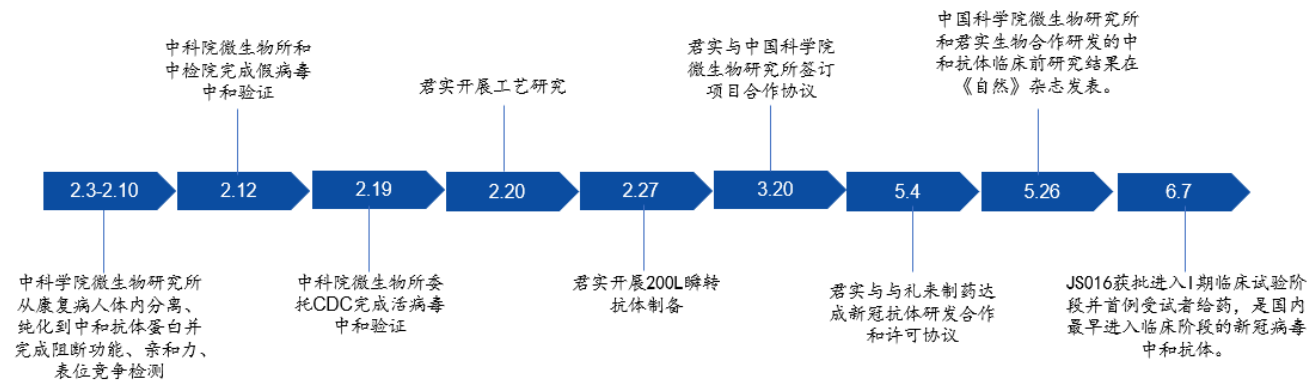 中科院微生物所和
中检院完成假病毒
中和验证
君实开展工艺研究
君实与中国科学院
微生物研究所签订
项目合作协议
中国科学院微生物研究所
和君实生物合作研发的中
和抗体临床前研究结果在
《自然》杂志发表。
2.3-2.10
2.12
2.19
2.20
2.27
3.20
5.4
5.26
6.7
中科学院微生物研究所
从康复病人体内分离、
纯化到中和抗体蛋白并
完成阻断功能、亲和力、
表位竞争检测
中科院微生物所委
托CDC完成活病毒
中和验证
君实开展200L瞬转
抗体制备
君实与与礼来制药达
成新冠抗体研发合作
和许可协议
JS016获批进入I期临床试验阶
段并首例受试者给药，是国内
最早进入临床阶段的新冠病毒
中和抗体。